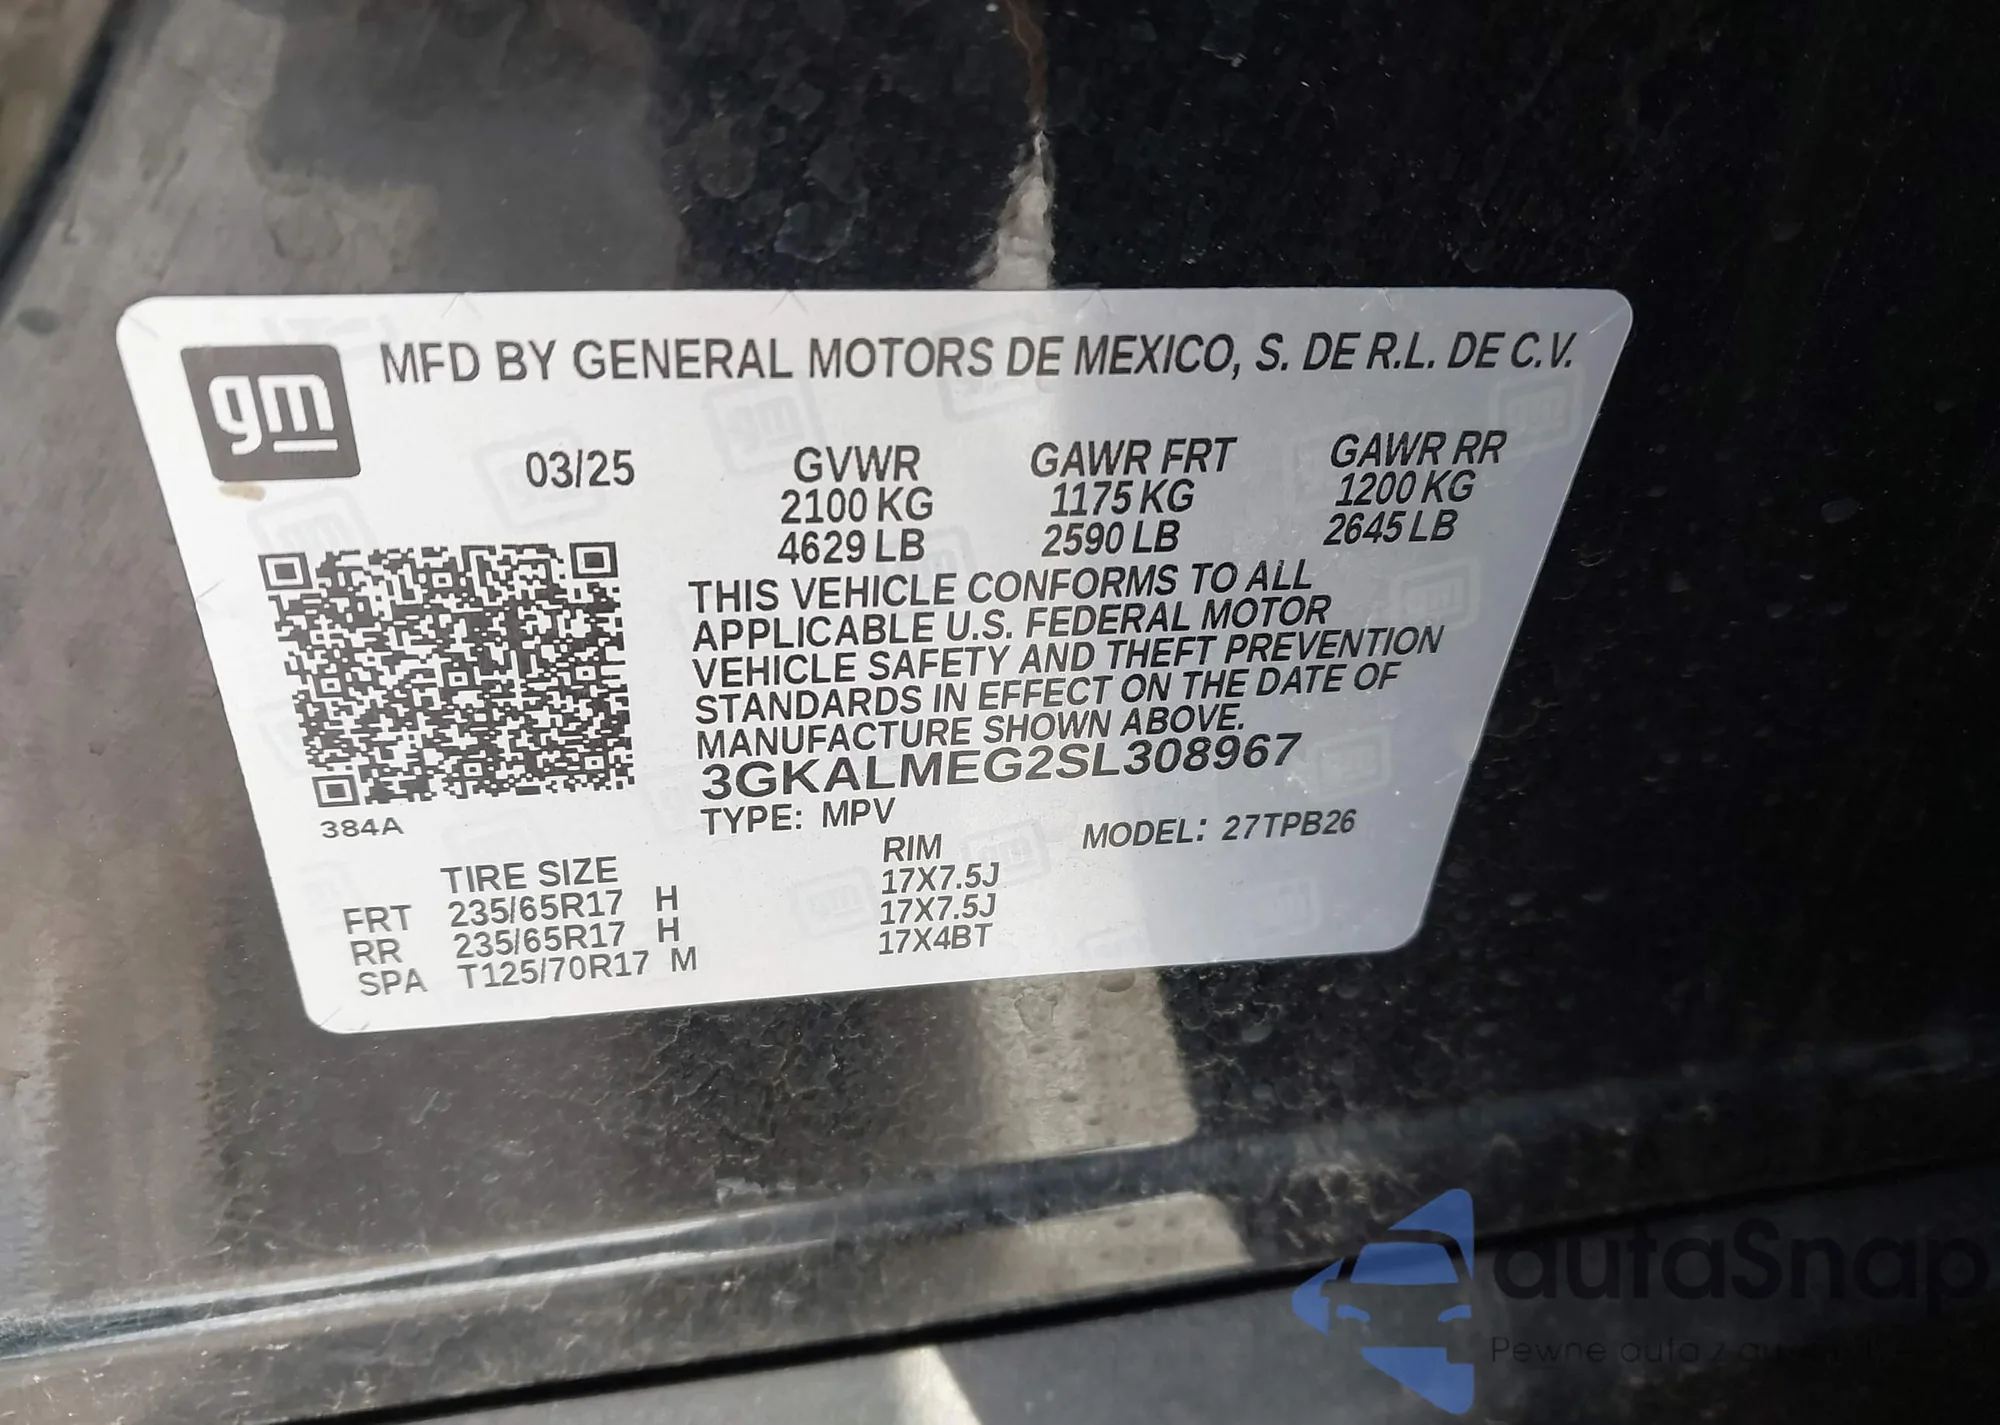 gm
MFD BY GENERAL MOTORS DE MEXICO, S. DE R.L. DE C.V.
03/25 GVWR GAWR FRT GAWR RR
2100 KG 1175 KG 1200 KG
4629 LB 2590 LB 2645 LB
THIS VEHICLE CONFORMS TO ALL
APPLICABLE U.S. FEDERAL MOTOR
VEHICLE SAFETY AND THEFT PREVENTION
STANDARDS IN EFFECT ON THE DATE OF
MANUFACTURE SHOWN ABOVE.
3GKALMEG2SL308967
384A
TYPE: MPV MODEL: 27TPB26
TIRE SIZE RIM
FRT 235/65R17 H 17X7.5J
RR 235/65R17 H 17X7.5J
SPA T125/70R17 M 17X4BT
autaSnap
Pewne auta z